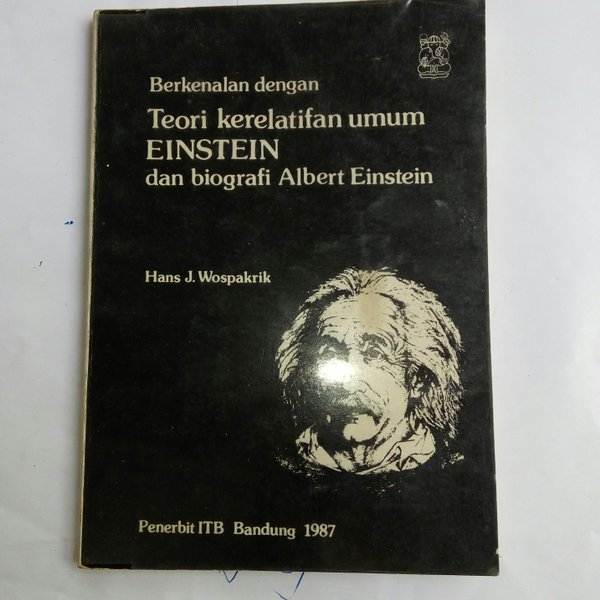 Berkenalan dengan
Teori kerelatifan umum
EINSTEIN
dan biografi Albert Einstein
Hans J. Wospakrik
Penerbit ITB Bandung 1987